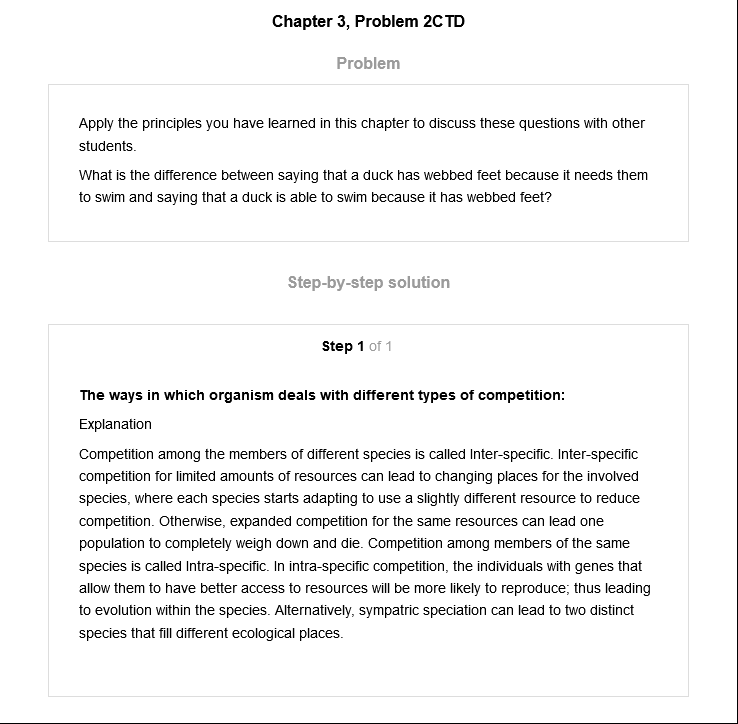 Chapter 3, Problem 2CTD
Problem
Apply the principles you have learned in this chapter to discuss these questions with other
students.
What is the difference between saying that a duck has webbed feet because it needs them
to swim and saying that a duck is able to swim because it has webbed feet?
Step-by-step solution
Step 1 of 1
The ways in which organism deals with different types of competition:
Explanation
Competition among the members of different species is called Inter-specific. Inter-specific
competition for limited amounts of resources can lead to changing places for the involved
species, where each species starts adapting to use a slightly different resource to reduce
competition. Otherwise, expanded competition for the same resources can lead one
population to completely weigh down and die. Competition among members of the same
species is called Intra-specific. In intra-specific competition, the individuals with genes that
allow them to have better access to resources will be more likely to reproduce; thus leading
to evolution within the species. Alternatively, sympatric speciation can lead to two distinct
species that fill different ecological places.